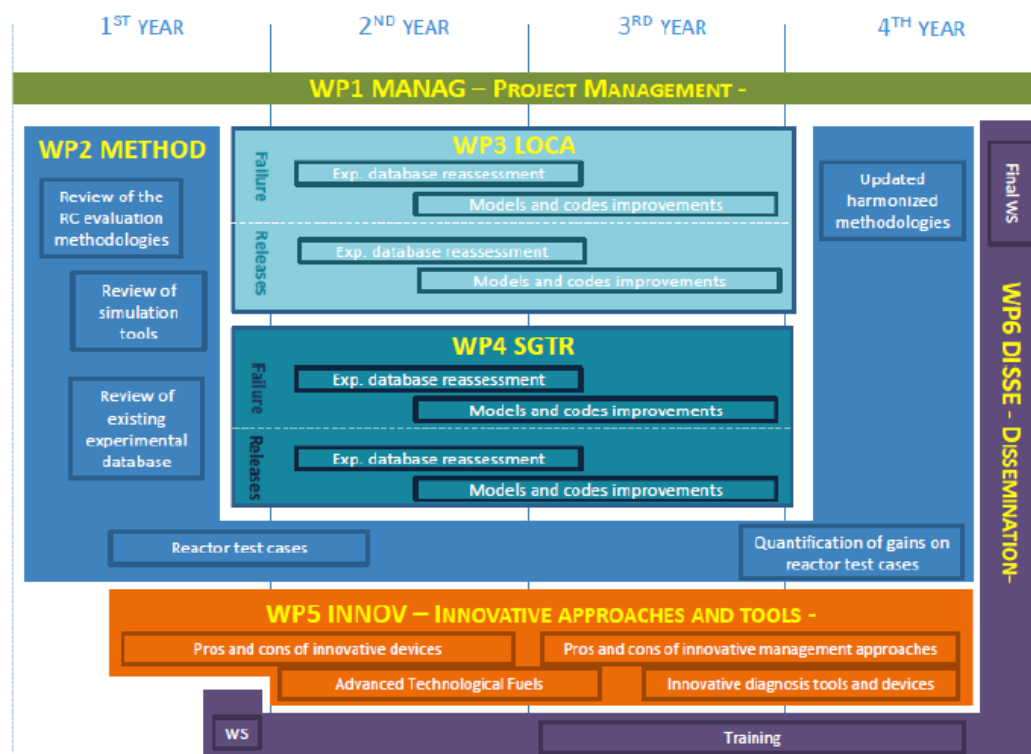 1ST YEAR
2ND YEAR
3RD YEAR
4TH YEAR
WP1 MANAG – PROJECT MANAGEMENT -
WP2 METHOD
Review of the
RC evaluation
methodologies
Review of
simulation
tools
Review of
existing
experimental
database
Reactor test cases
WP3 LOCA
Failure
Exp. database reassessment
Models and codes improvements
Releases
Exp. database reassessment
Models and codes improvements
WP4 SGTR
Failure
Exp. database reassessment
Models and codes improvements
Releases
Exp. database reassessment
Models and codes improvements
Updated
harmonized
methodologies
Quantification of gains on
reactor test cases
WP5 INNOV – INNOVATIVE APPROACHES AND TOOLS -
Pros and cons of innovative devices
Pros and cons of innovative management approaches
Advanced Technological Fuels
Innovative diagnosis tools and devices
Final WS
WP6 DISSE - DISSEMINATION-
WS
Training